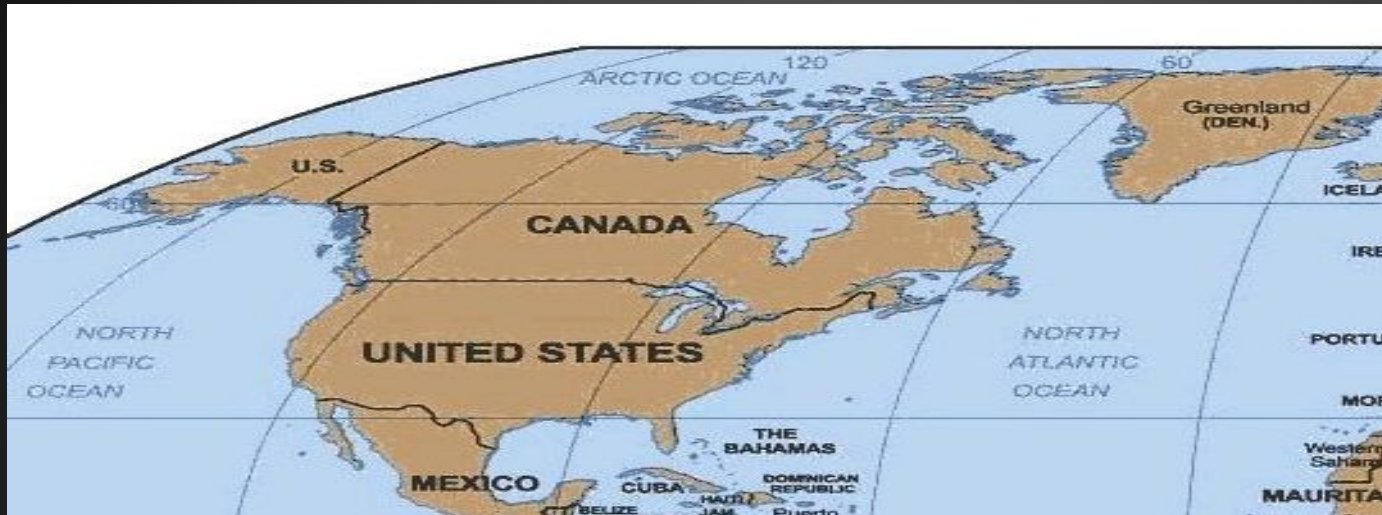 ARCTIC OCEAN
120
60
Greenland
(DEN.)
U.S.
60
ICELA
CANADA
IRE
NORTH
PACIFIC
OCEAN
UNITED STATES
NORTH
ATLANTIC
OCEAN
PORTU
MOR
THE
BAHAMAS
Western
Sahara
MEXICO
CUBA
DOMINICAN
REPUBLIC
HAITI
MAURITA
BELIZE
JAM.
Puerto